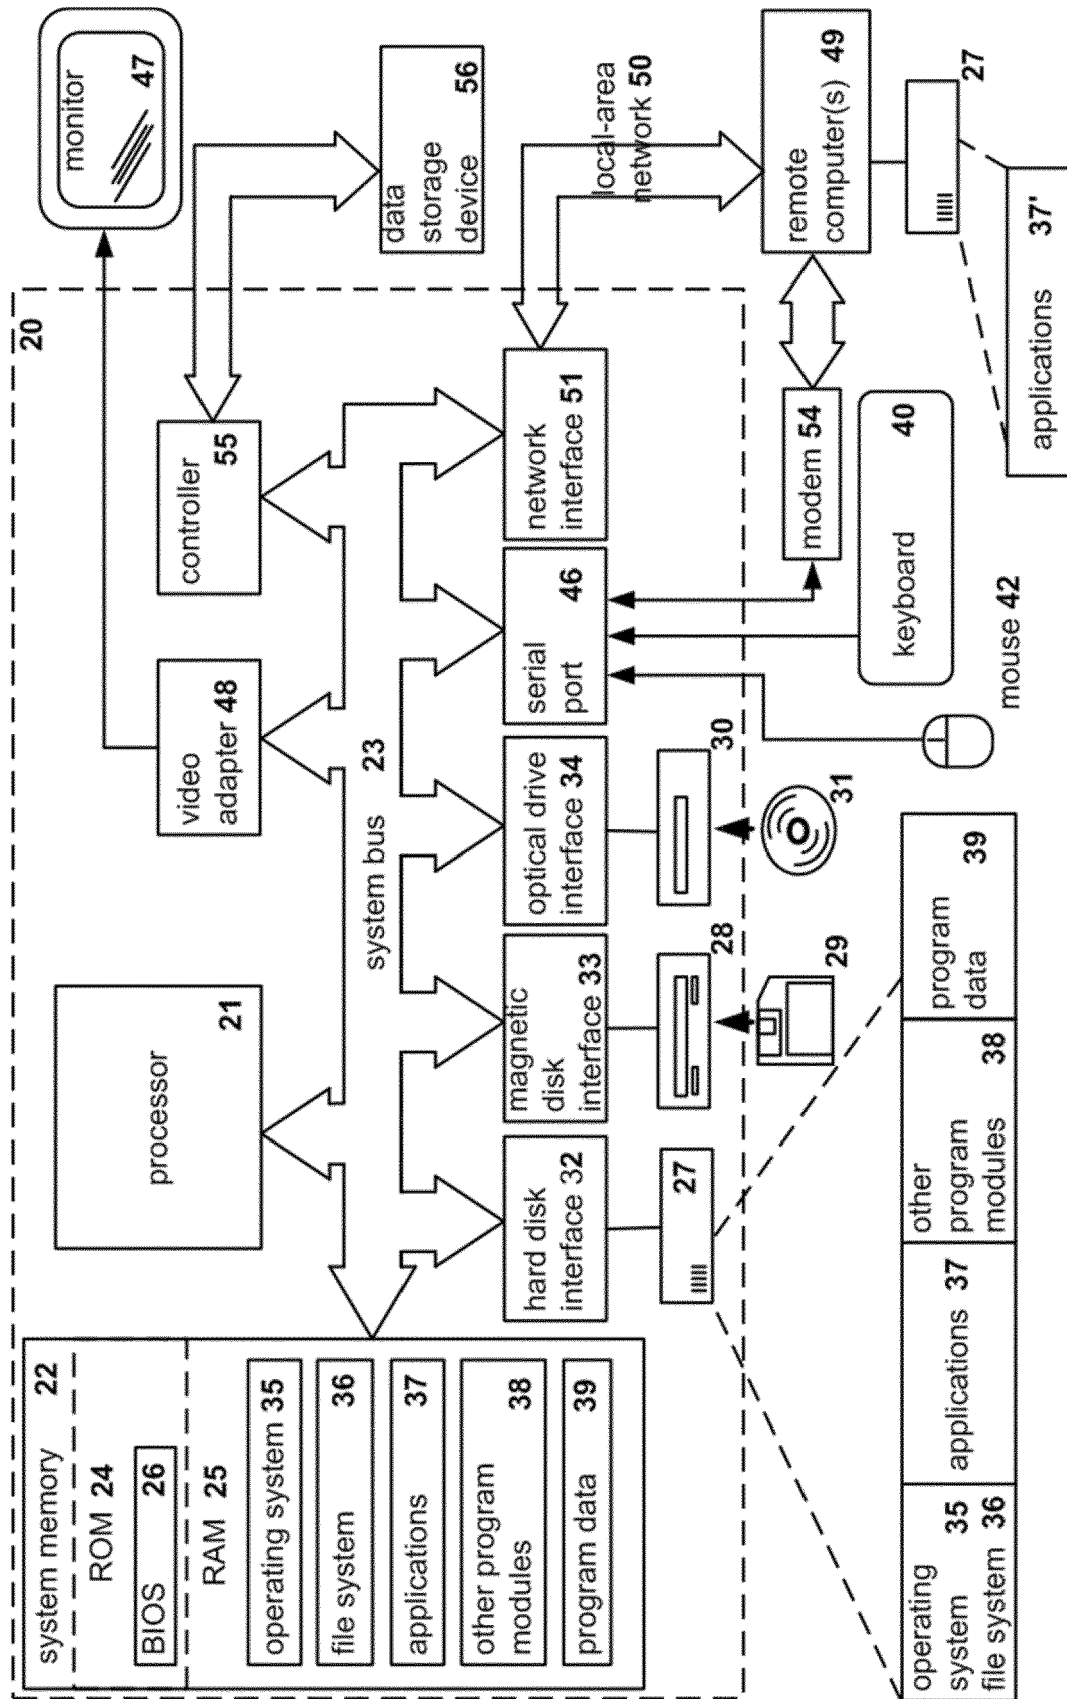 system memory 22
ROM 24
BIOS 26
RAM 25
operating system 35
file system 36
applications 37
other program
modules 38
program data 39
20
processor
21
video
adapter 48
controller
55
monitor
47
system bus 23
data
storage
device
56
hard disk
interface 32
magnetic
disk
interface 33
optical drive
interface 34
serial
port
46
network
interface 51
local-area
network 50
27
28
30
29
31
modem 54
remote
computer(s) 49
keyboard
40
mouse 42
27
operating
system 35
file system 36
applications 37
other
program
modules
38
program
data
39
applications
37'